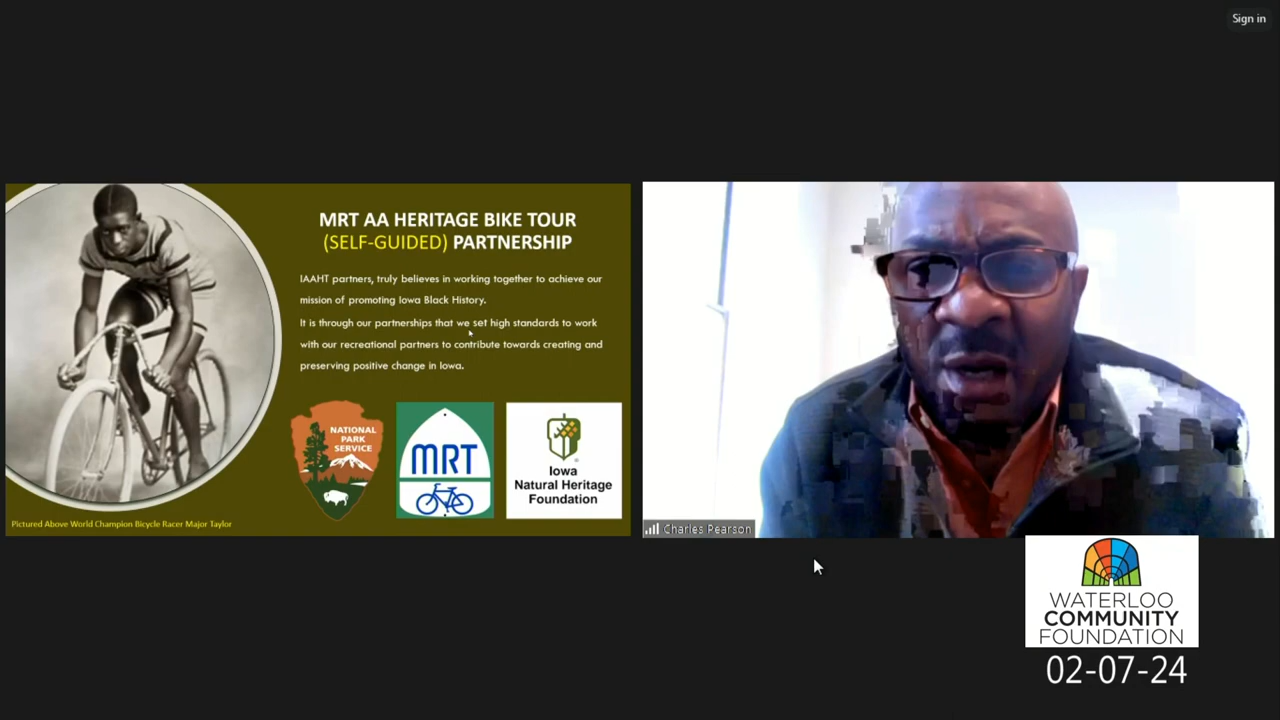 Sign in
MRT AA HERITAGE BIKE TOUR
(SELF-GUIDED) PARTNERSHIP
IAAHT partners, truly believes in working together to achieve our
mission of promoting Iowa Black History.
It is through our partnerships that we set high standards to work
with our recreational partners to contribute towards creating and
preserving positive change in Iowa.
NATIONAL
PARK
SERVICE
MRT
Iowa
Natural Heritage
Foundation
Pictured Above World Champion Bicycle Racer Major Taylor
Charles Pearson
WATERLOO
COMMUNITY
FOUNDATION
02-07-24